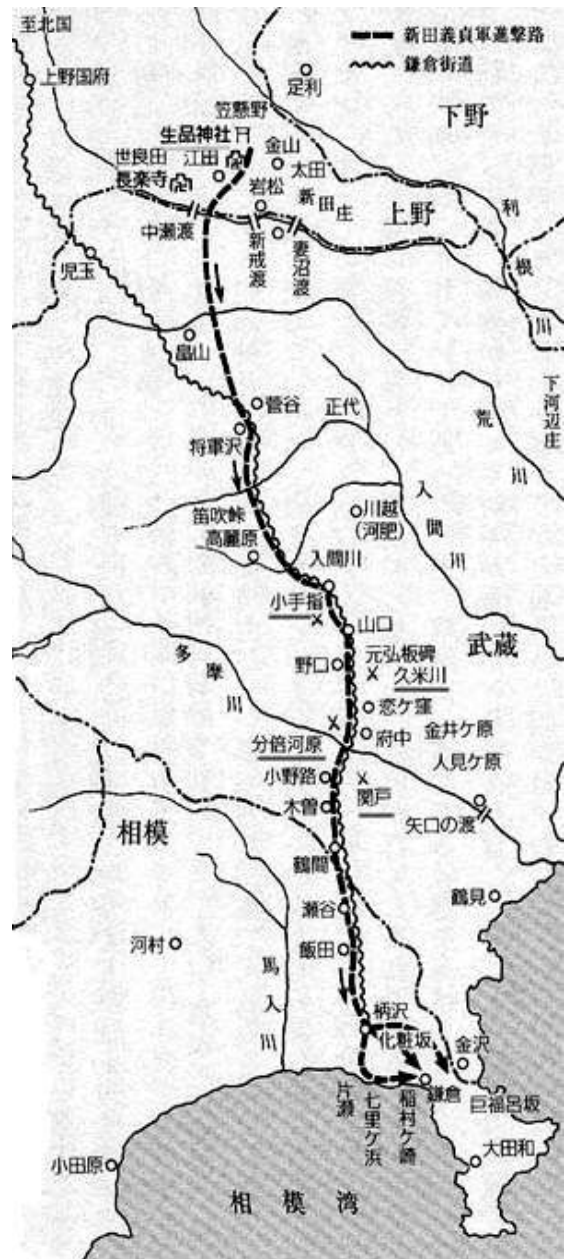 至北国
新田義貞軍進撃路
鎌倉街道
上野国府
足利
下野
笠懸野
生品神社
金山
世良田
江田
太田
長楽寺
岩松
新田庄
上野
利根川
中瀬渡
新戒渡
妻沼渡
児玉
畠山
下河辺庄
菅谷
正代
荒川
将軍沢
入間川
笛吹峠
川越
(河肥)
高麗原
入間川
小手指
山口
武蔵
元弘板碑
野口
久米川
多摩川
恋ケ窪
金井ケ原
分倍河原
府中
人見ケ原
小野路
関戸
木曽
矢口の渡
相模
鶴間
鶴見
瀬谷
河村
飯田
馬入川
柄沢
化粧坂
金沢
鎌倉
巨福呂坂
片瀬
七里ケ浜
稲村ケ崎
大田和
小田原
相模湾